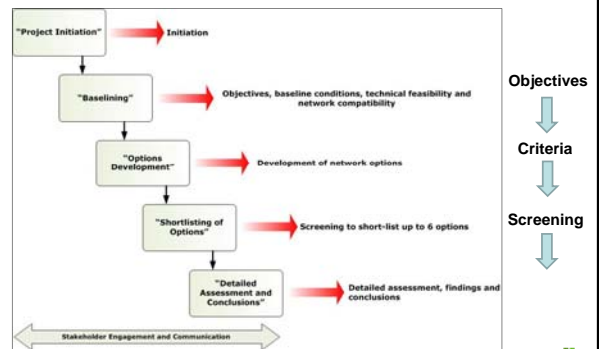 "Project Initiation"
Initiation
"Baselining"
Objectives, baseline conditions, technical feasibility and
network compatibility
"Options
Development"
Development of network options
"Shortlisting of
Options"
Screening to short-list up to 6 options
"Detailed
Assessment and
Conclusions"
Detailed assessment, findings and
conclusions
Stakeholder Engagement and Communication
Objectives
Criteria
Screening